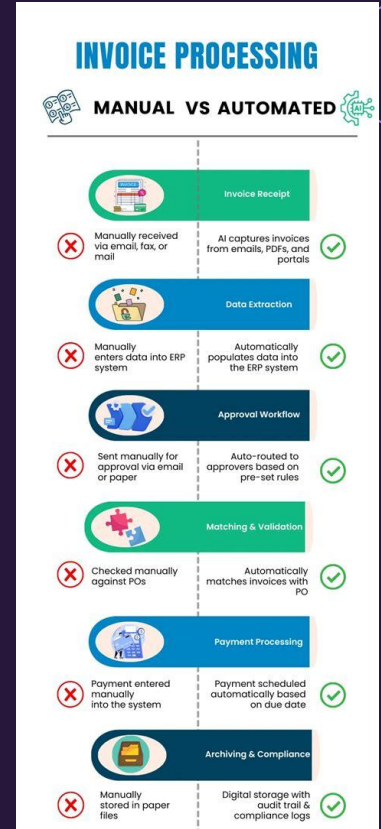 INVOICE PROCESSING
MANUAL VS AUTOMATED
AI
INVOICE
Invoice Receipt
Manually received
via email, fax, or
mail
AI captures invoices
from emails, PDFs, and
portals
Data Extraction
Manually
enters data into ERP
system
Automatically
populates data into
the ERP system
Approval Workflow
Sent manually for
approval via email
or paper
Auto-routed to
approvers based on
pre-set rules
Matching & Validation
Checked manually
against POs
Automatically
matches invoices with
PO
Payment Processing
Payment entered
manually
into the system
Payment scheduled
automatically based
on due date
Archiving & Compliance
Manually
stored in paper
files
Digital storage with
audit trail &
compliance logs